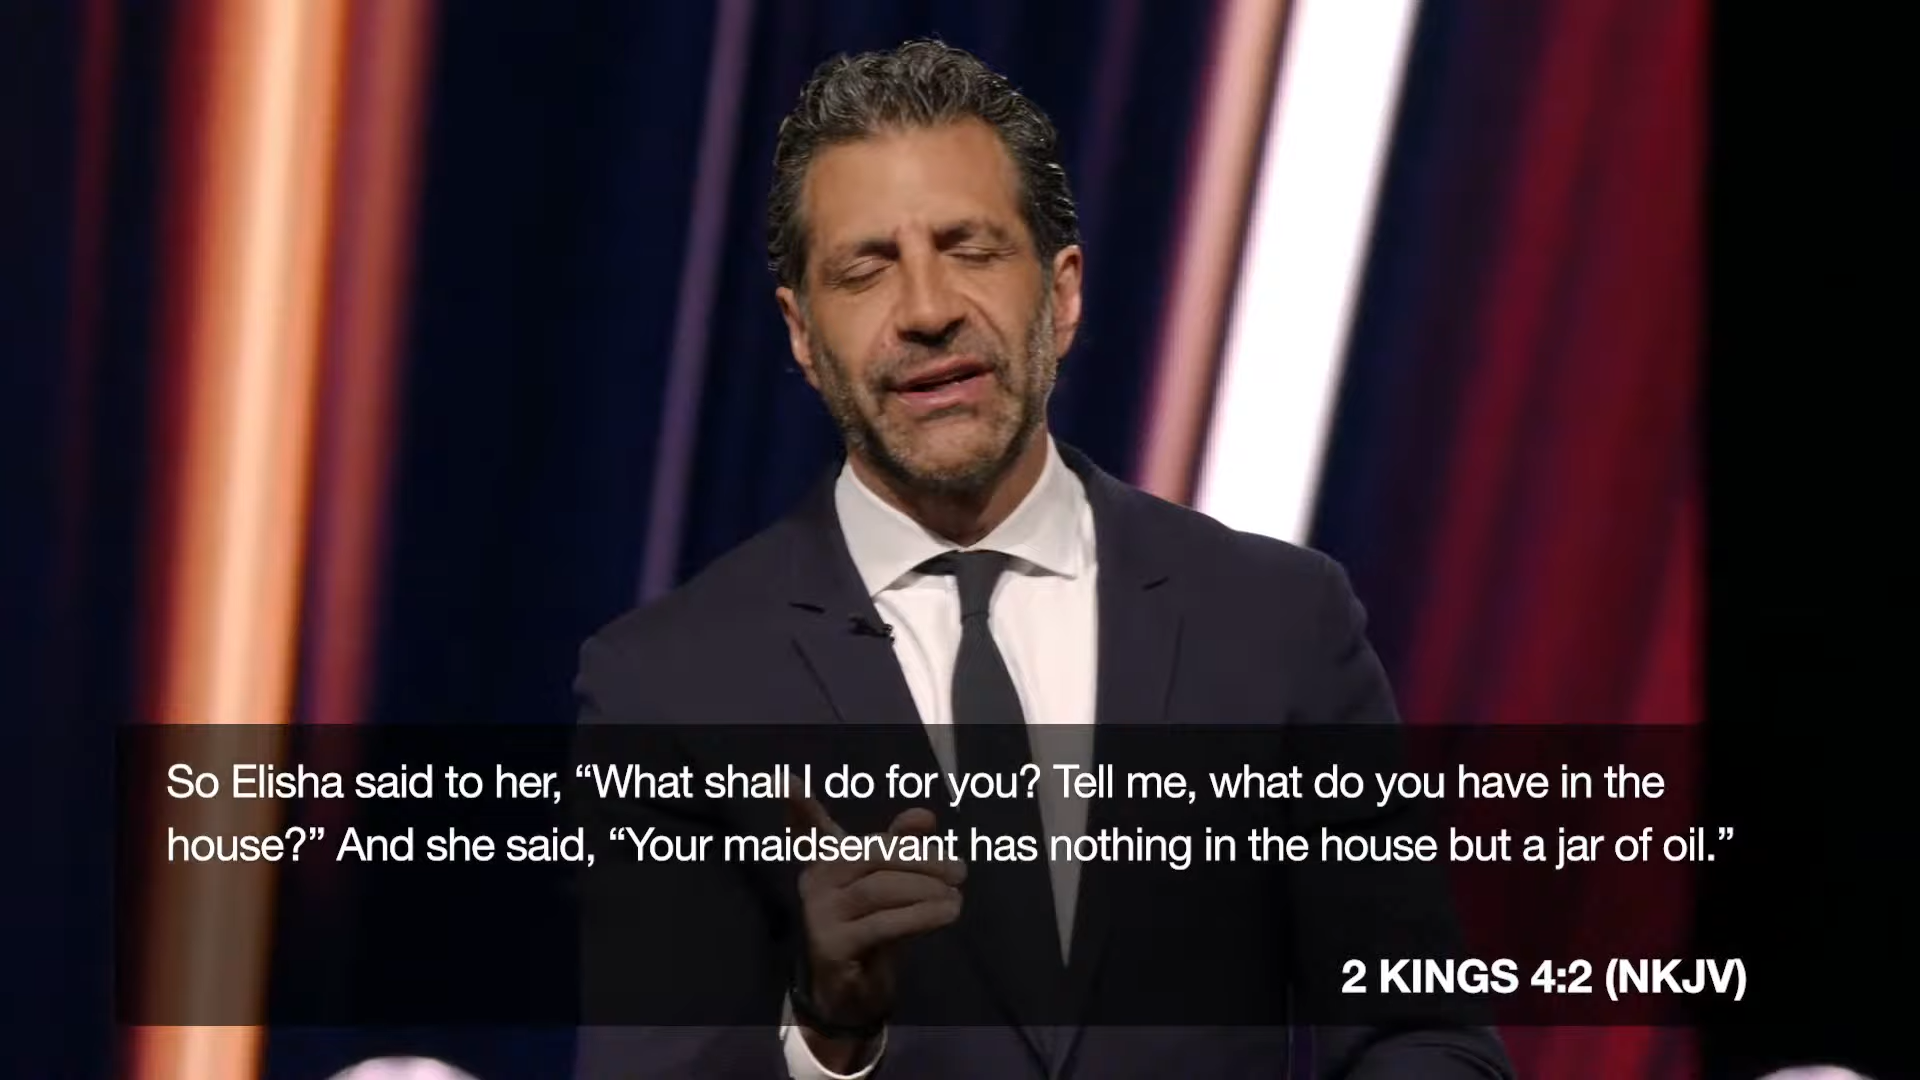 So Elisha said to her, “What shall I do for you? Tell me, what do you have in the
house?” And she said, “Your maidservant has nothing in the house but a jar of oil.”
2 KINGS 4:2 (NKJV)